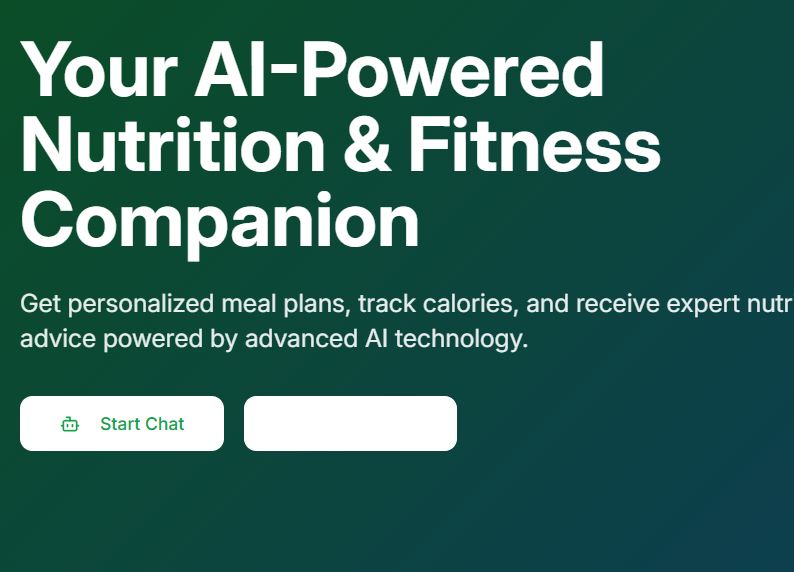 Your AI-Powered
Nutrition & Fitness
Companion
Get personalized meal plans, track calories, and receive expert nutr
advice powered by advanced AI technology.
Start Chat